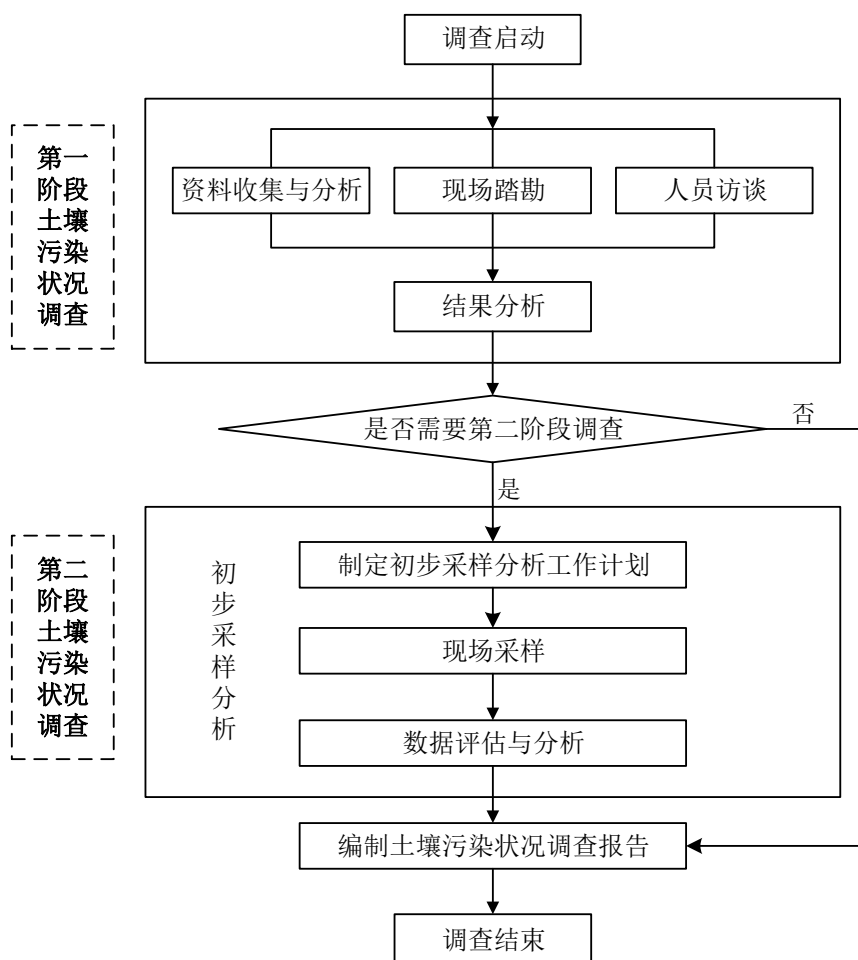 调查启动
第一
阶段
土壤
污染
状况
调查
资料收集与分析
现场踏勘
人员访谈
结果分析
是否需要第二阶段调查
否
是
第二
阶段
土壤
污染
状况
调查
初
步
采
样
分
析
制定初步采样分析工作计划
现场采样
数据评估与分析
编制土壤污染状况调查报告
调查结束